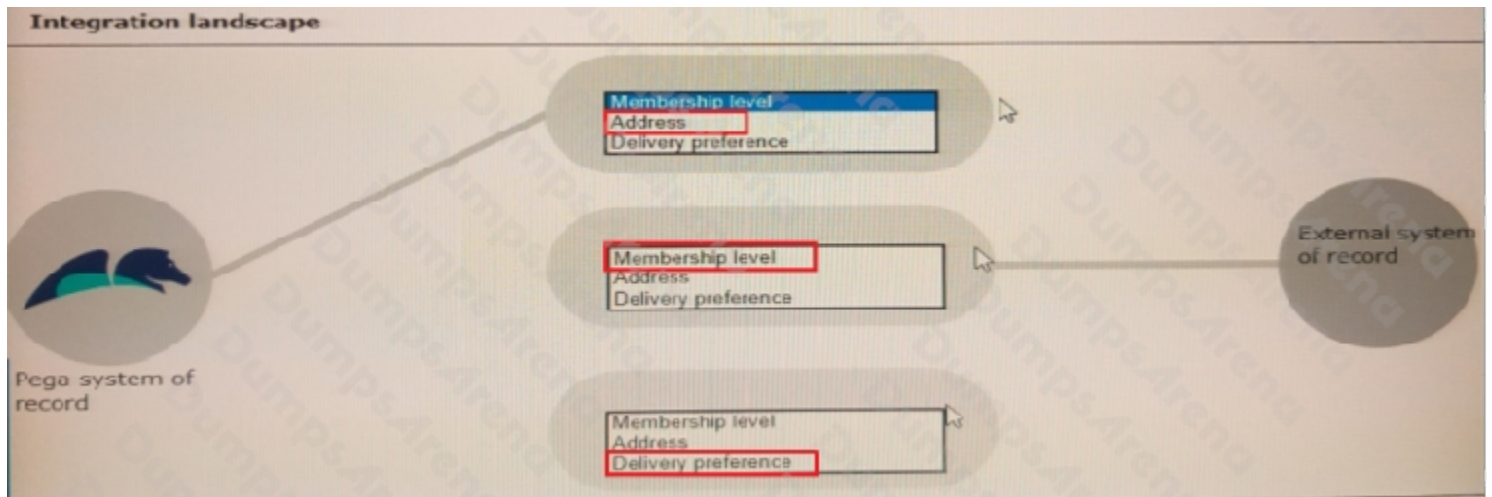 Integration landscape
Membership level
Address
Delivery preference
Membership level
Address
Delivery preference
External system
of record
Pega system of
record
Membership level
Address
Delivery preference
DumpsArena